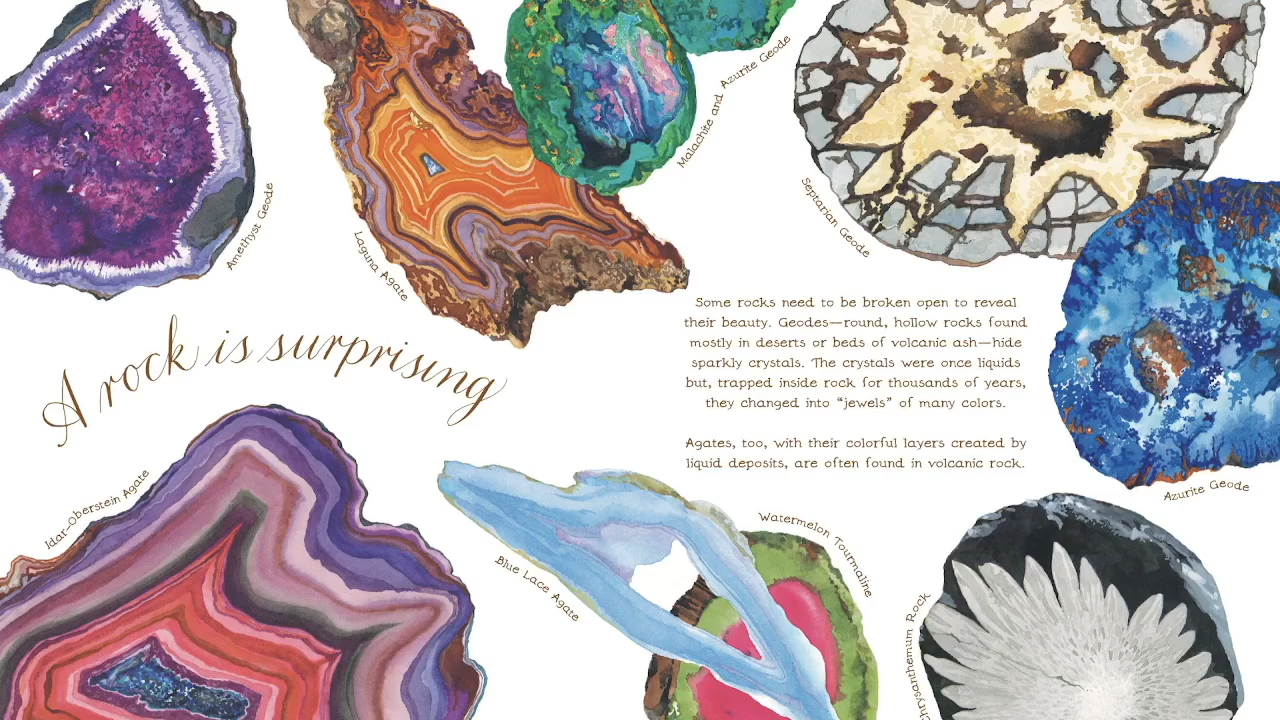 Malachite and Azurite Geode
Amethyst Geode
Laguna Agate
Septarian Geode
Some rocks need to be broken open to reveal
their beauty. Geodes—round, hollow rocks found
mostly in deserts or beds of volcanic ash—hide
sparkly crystals. The crystals were once liquids
but, trapped inside rock for thousands of years,
they changed into “jewels” of many colors.
A rock is surprising
Agates, too, with their colorful layers created by
liquid deposits, are often found in volcanic rock.
Azurite Geode
Idar-Oberstein Agate
Watermelon Tourmaline
Blue Lace Agate
Chrysanthemum Rock